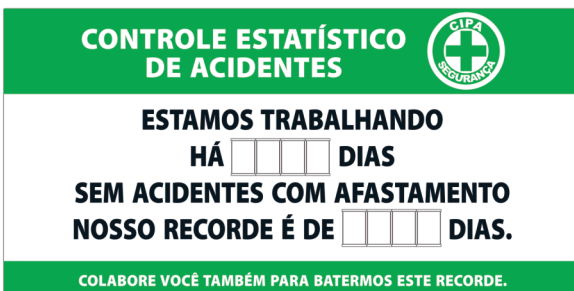 CONTROLE ESTATÍSTICO
DE ACIDENTES
CIPA
SEGURANÇA
ESTAMOS TRABALHANDO
HÁ DIAS
SEM ACIDENTES COM AFASTAMENTO
NOSSO RECORDE É DE DIAS.
COLABORE VOCÊ TAMBÉM PARA BATERMOS ESTE RECORDE.